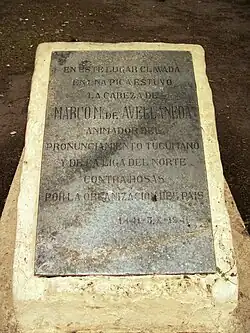 EN ESTE LUGAR CLAVADA
EN UNA PICA ESTUVO
LA CABEZA DE
MARCO M. DE AVELLANEDA
ANIMADOR DEL
PRONUNCIAMIENTO TUCUMANO
Y DE LA LIGA DEL NORTE
CONTRA ROSAS
POR LA ORGANIZACION DEL PAIS